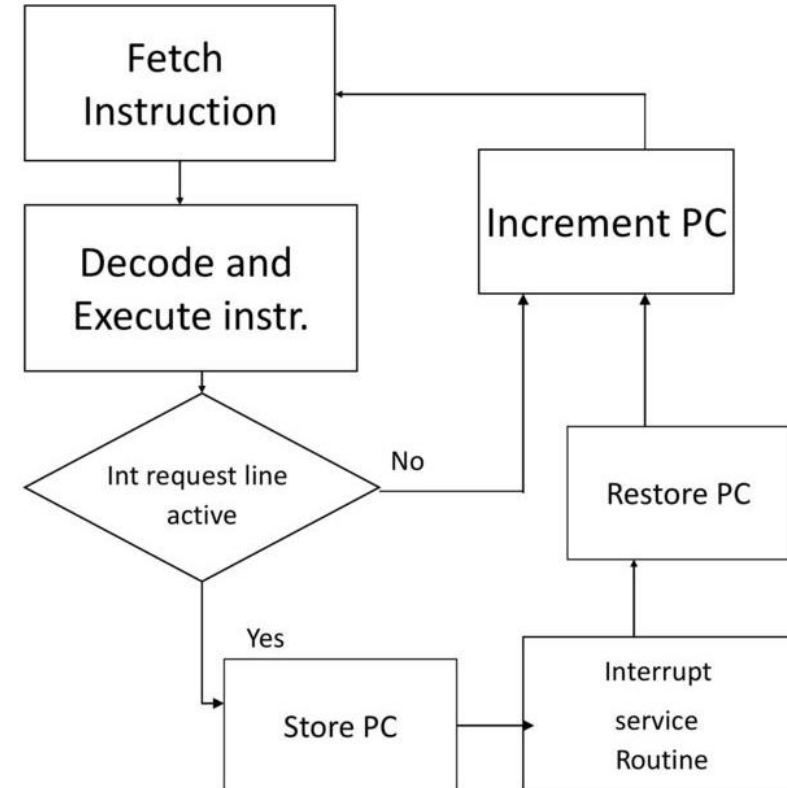 Fetch
Instruction
Increment PC
Decode and
Execute instr.
Int request line
active
No
Restore PC
Yes
Store PC
Interrupt
service
Routine